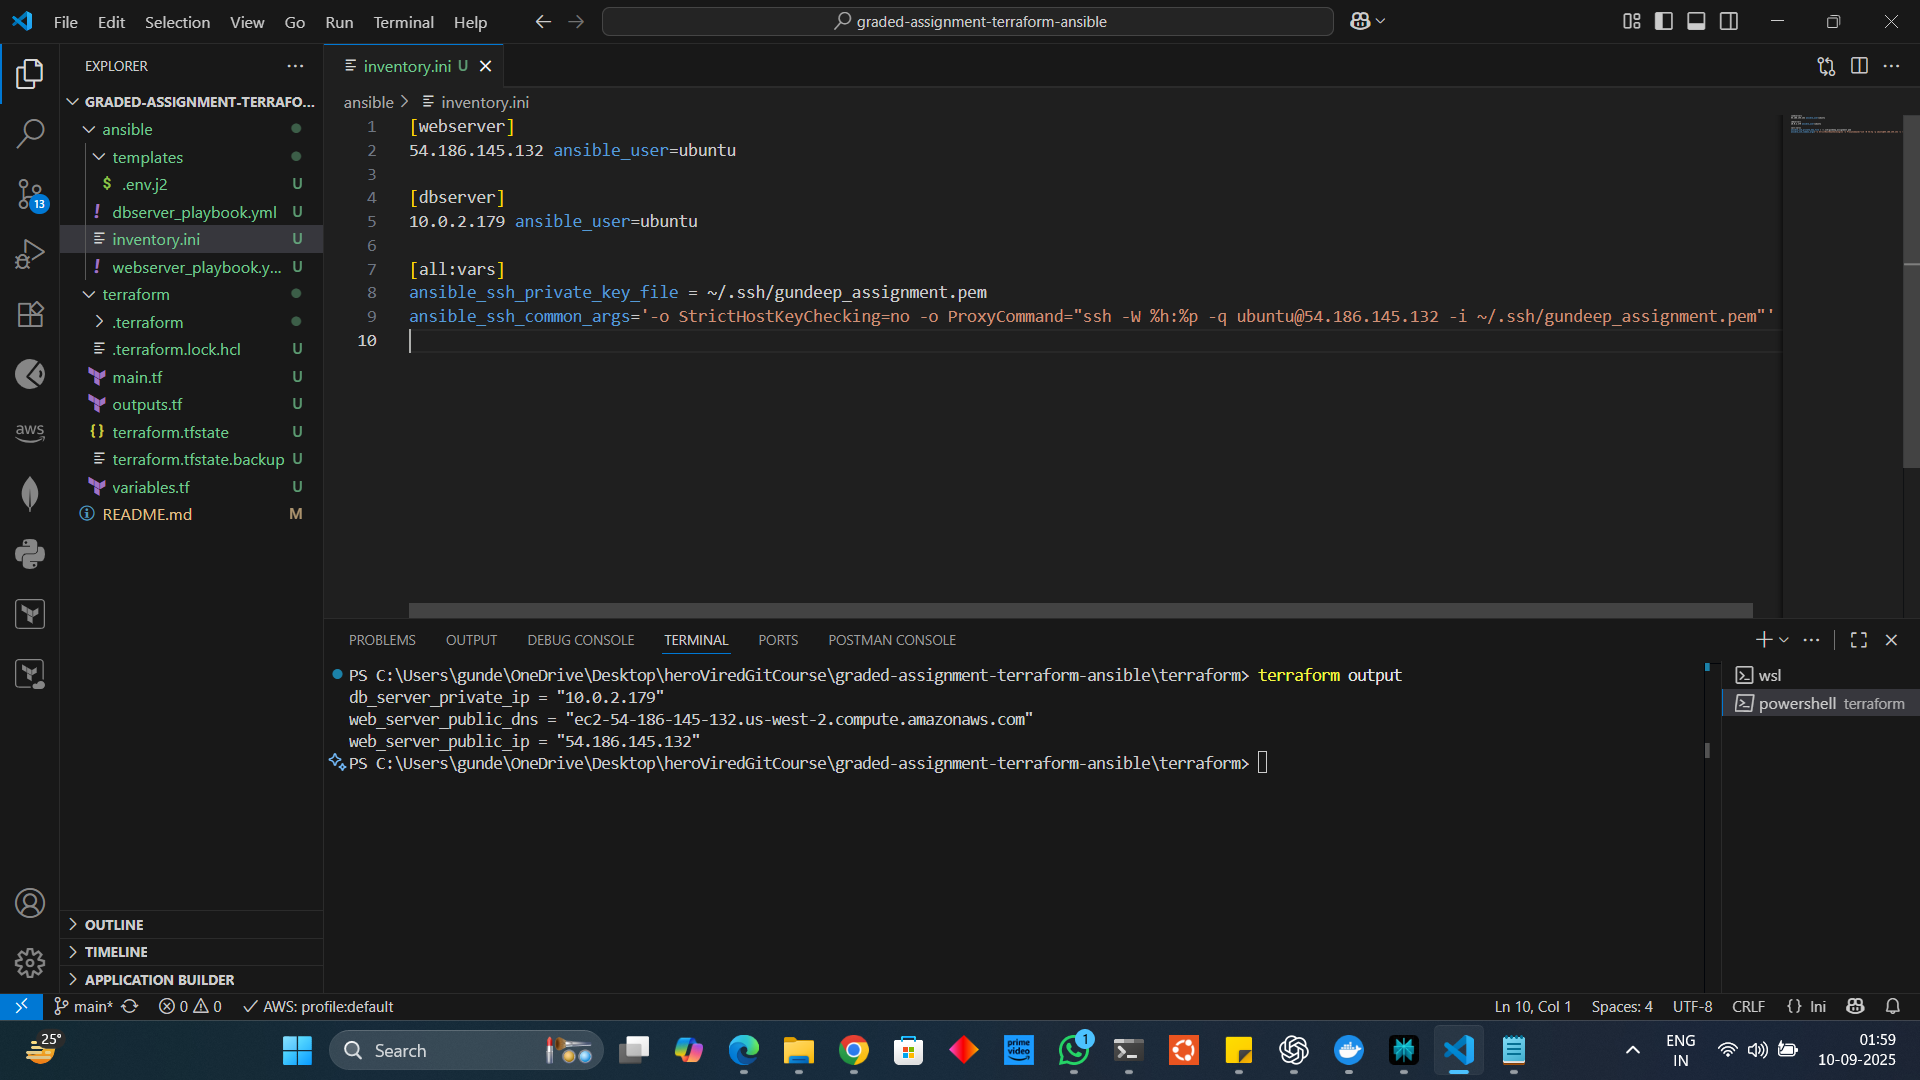 File Edit Selection View Go Run Terminal Help
graded-assignment-terraform-ansible
EXPLORER
GRADED-ASSIGNMENT-TERRAFO...
ansible
templates
$ .env.j2 U
! dbserver_playbook.yml U
inventory.ini U
! webserver_playbook.y... U
terraform
.terraform
.terraform.lock.hcl U
main.tf U
outputs.tf U
{} terraform.tfstate U
terraform.tfstate.backup U
variables.tf U
README.md M
OUTLINE
TIMELINE
APPLICATION BUILDER
13
aws
inventory.ini U
ansible > inventory.ini
1 [webserver]
2 54.186.145.132 ansible_user=ubuntu
3
4 [dbserver]
5 10.0.2.179 ansible_user=ubuntu
6
7 [all:vars]
8 ansible_ssh_private_key_file = ~/.ssh/gundeep_assignment.pem
9 ansible_ssh_common_args='-o StrictHostKeyChecking=no -o ProxyCommand="ssh -W %h:%p -q ubuntu@54.186.145.132 -i ~/.ssh/gundeep_assignment.pem"'
10
PROBLEMS OUTPUT DEBUG CONSOLE TERMINAL PORTS POSTMAN CONSOLE
PS C:\Users\gunde\OneDrive\Desktop\heroViredGitCourse\graded-assignment-terraform-ansible\terraform> terraform output
db_server_private_ip = "10.0.2.179"
web_server_public_dns = "ec2-54-186-145-132.us-west-2.compute.amazonaws.com"
web_server_public_ip = "54.186.145.132"
PS C:\Users\gunde\OneDrive\Desktop\heroViredGitCourse\graded-assignment-terraform-ansible\terraform>
wsl
powershell terraform
main* 0 0 AWS: profile:default
Ln 10, Col 1 Spaces: 4 UTF-8 CRLF {} Ini
25°
Search
prime video
1
ENG
IN
01:59
10-09-2025